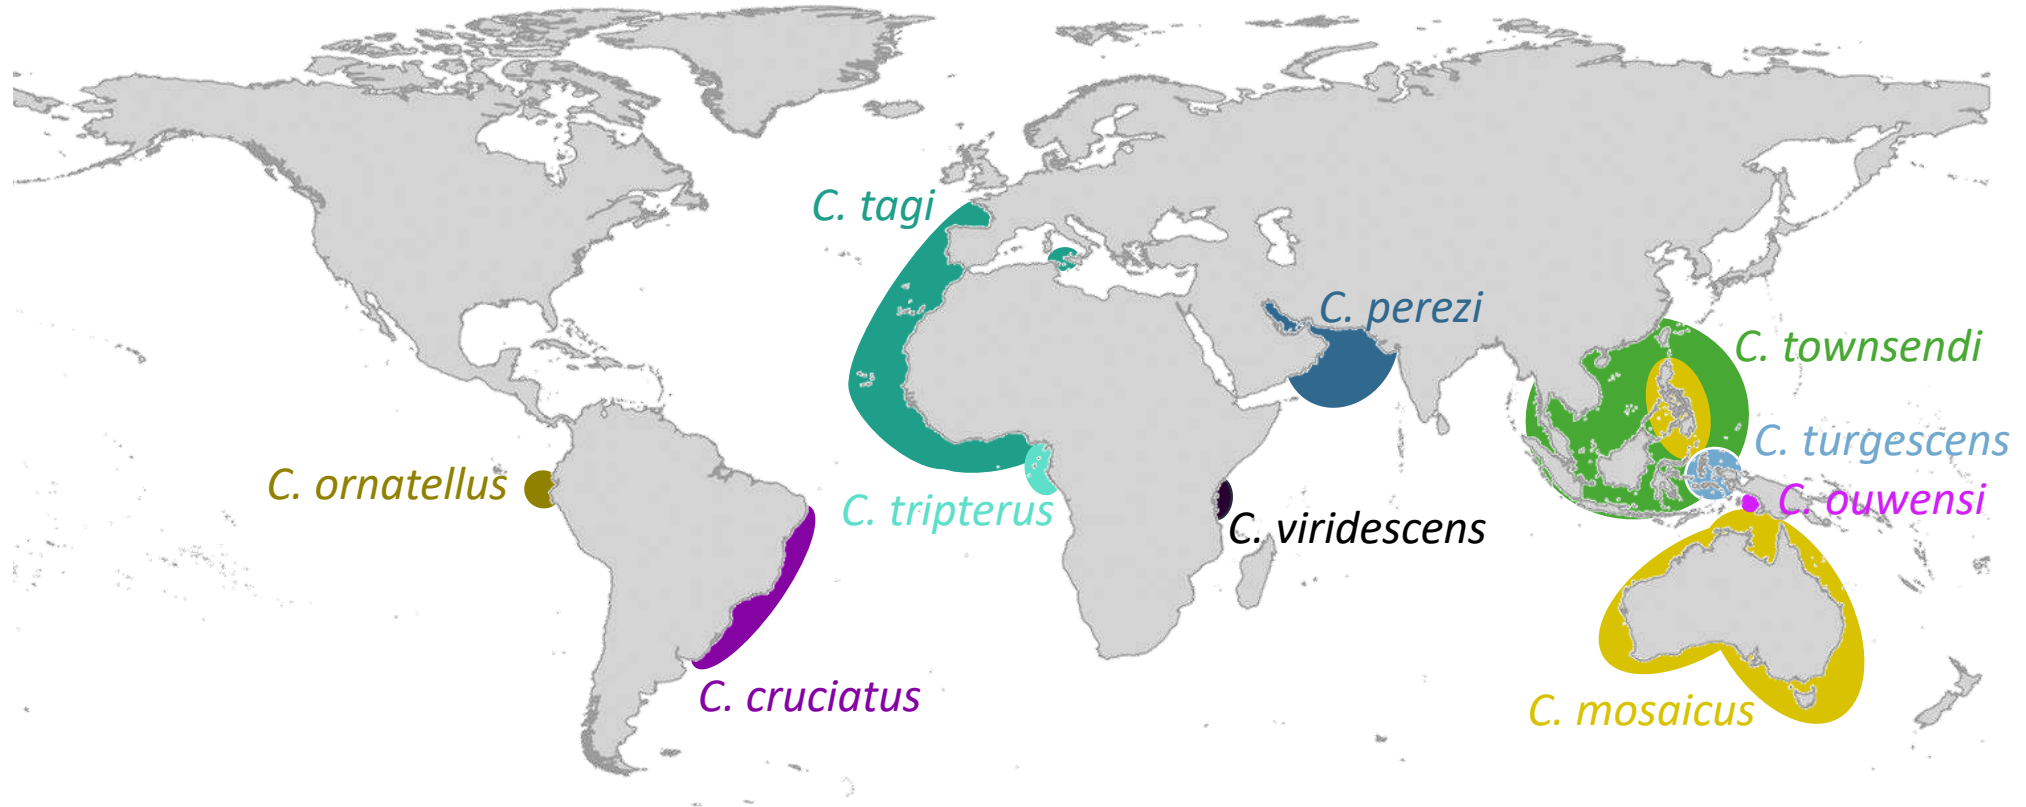 C. tagi
C. perezi
C. townsendi
C. turgescens
C. ornatellus
C. ouwensi
C. tripterus
C. viridescens
C. cruciatus
C. mosaicus